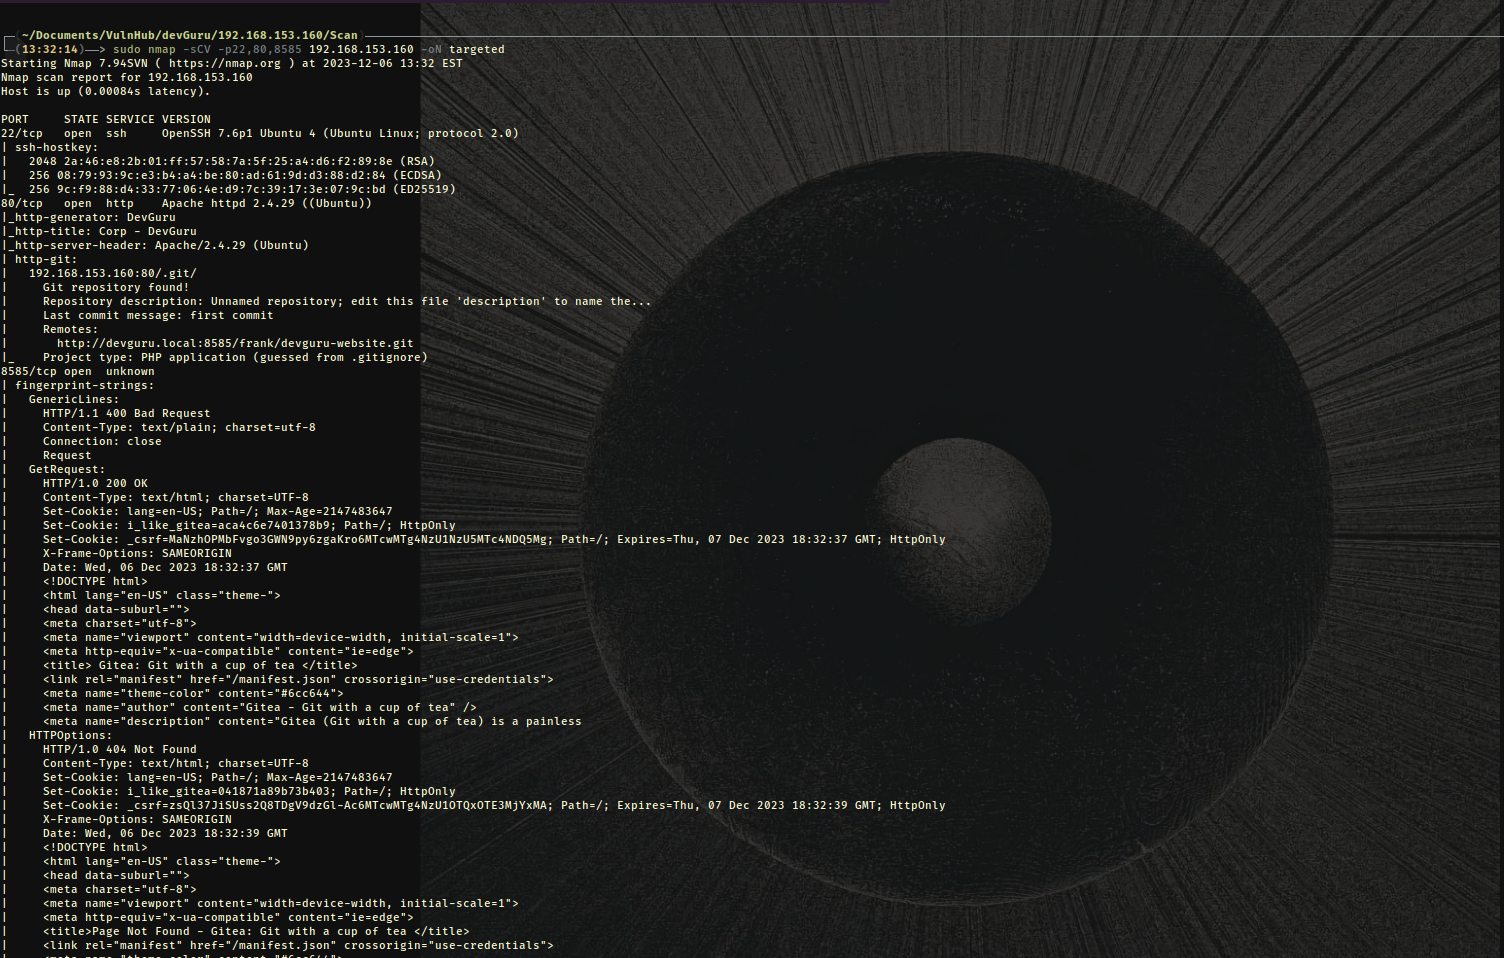 ~/Documents/VulnHub/devGuru/192.168.153.160/Scan
(13:32:14)——> sudo nmap -sCV -p22,80,8585 192.168.153.160 -oN targeted
Starting Nmap 7.94SVN ( https://nmap.org ) at 2023-12-06 13:32 EST
Nmap scan report for 192.168.153.160
Host is up (0.00084s latency).
PORT     STATE SERVICE VERSION
22/tcp   open  ssh     OpenSSH 7.6p1 Ubuntu 4 (Ubuntu Linux; protocol 2.0)
| ssh-hostkey:
|   2048 2a:46:e8:2b:01:ff:57:58:7a:5f:25:a4:d6:f2:89:8e (RSA)
|   256 08:79:93:9c:e3:b4:a4:be:80:ad:61:9d:d3:88:d2:84 (ECDSA)
|_  256 9c:f9:88:d4:33:77:06:4e:d9:7c:39:17:3e:07:9c:bd (ED25519)
80/tcp   open  http    Apache httpd 2.4.29 ((Ubuntu))
|_http-generator: DevGuru
|_http-title: Corp - DevGuru
|_http-server-header: Apache/2.4.29 (Ubuntu)
| http-git:
|   192.168.153.160:80/.git/
|     Git repository found!
|     Repository description: Unnamed repository; edit this file 'description' to name the...
|     Last commit message: first commit
|     Remotes:
|       http://devguru.local:8585/frank/devguru-website.git
|_    Project type: PHP application (guessed from .gitignore)
8585/tcp open  unknown
| fingerprint-strings:
|   GenericLines:
|     HTTP/1.1 400 Bad Request
|     Content-Type: text/plain; charset=utf-8
|     Connection: close
|     Request
|   GetRequest:
|     HTTP/1.0 200 OK
|     Content-Type: text/html; charset=UTF-8
|     Set-Cookie: lang=en-US; Path=/; Max-Age=2147483647
|     Set-Cookie: i_like_gitea=aca4c6e7401378b9; Path=/; HttpOnly
|     Set-Cookie: _csrf=MaNzhOPMbFvgo3GWN9py6zgaKro6MTcwMTg4NzU1NzU5MTc4NDQ5Mg; Path=/; Expires=Thu, 07 Dec 2023 18:32:37 GMT; HttpOnly
|     X-Frame-Options: SAMEORIGIN
|     Date: Wed, 06 Dec 2023 18:32:37 GMT
|     <!DOCTYPE html>
|     <html lang="en-US" class="theme-">
|     <head data-suburl="">
|     <meta charset="utf-8">
|     <meta name="viewport" content="width=device-width, initial-scale=1">
|     <meta http-equiv="x-ua-compatible" content="ie=edge">
|     <title> Gitea: Git with a cup of tea </title>
|     <link rel="manifest" href="/manifest.json" crossorigin="use-credentials">
|     <meta name="theme-color" content="#6cc644">
|     <meta name="author" content="Gitea - Git with a cup of tea" />
|     <meta name="description" content="Gitea (Git with a cup of tea) is a painless
|   HTTPOptions:
|     HTTP/1.0 404 Not Found
|     Content-Type: text/html; charset=UTF-8
|     Set-Cookie: lang=en-US; Path=/; Max-Age=2147483647
|     Set-Cookie: i_like_gitea=041871a89b73b403; Path=/; HttpOnly
|     Set-Cookie: _csrf=zsQl37JiSUss2Q8TDgV9dzGl-Ac6MTcwMTg4NzU1OTQxOTE3MjYxMA; Path=/; Expires=Thu, 07 Dec 2023 18:32:39 GMT; HttpOnly
|     X-Frame-Options: SAMEORIGIN
|     Date: Wed, 06 Dec 2023 18:32:39 GMT
|     <!DOCTYPE html>
|     <html lang="en-US" class="theme-">
|     <head data-suburl="">
|     <meta charset="utf-8">
|     <meta name="viewport" content="width=device-width, initial-scale=1">
|     <meta http-equiv="x-ua-compatible" content="ie=edge">
|     <title>Page Not Found - Gitea: Git with a cup of tea </title>
|     <link rel="manifest" href="/manifest.json" crossorigin="use-credentials">